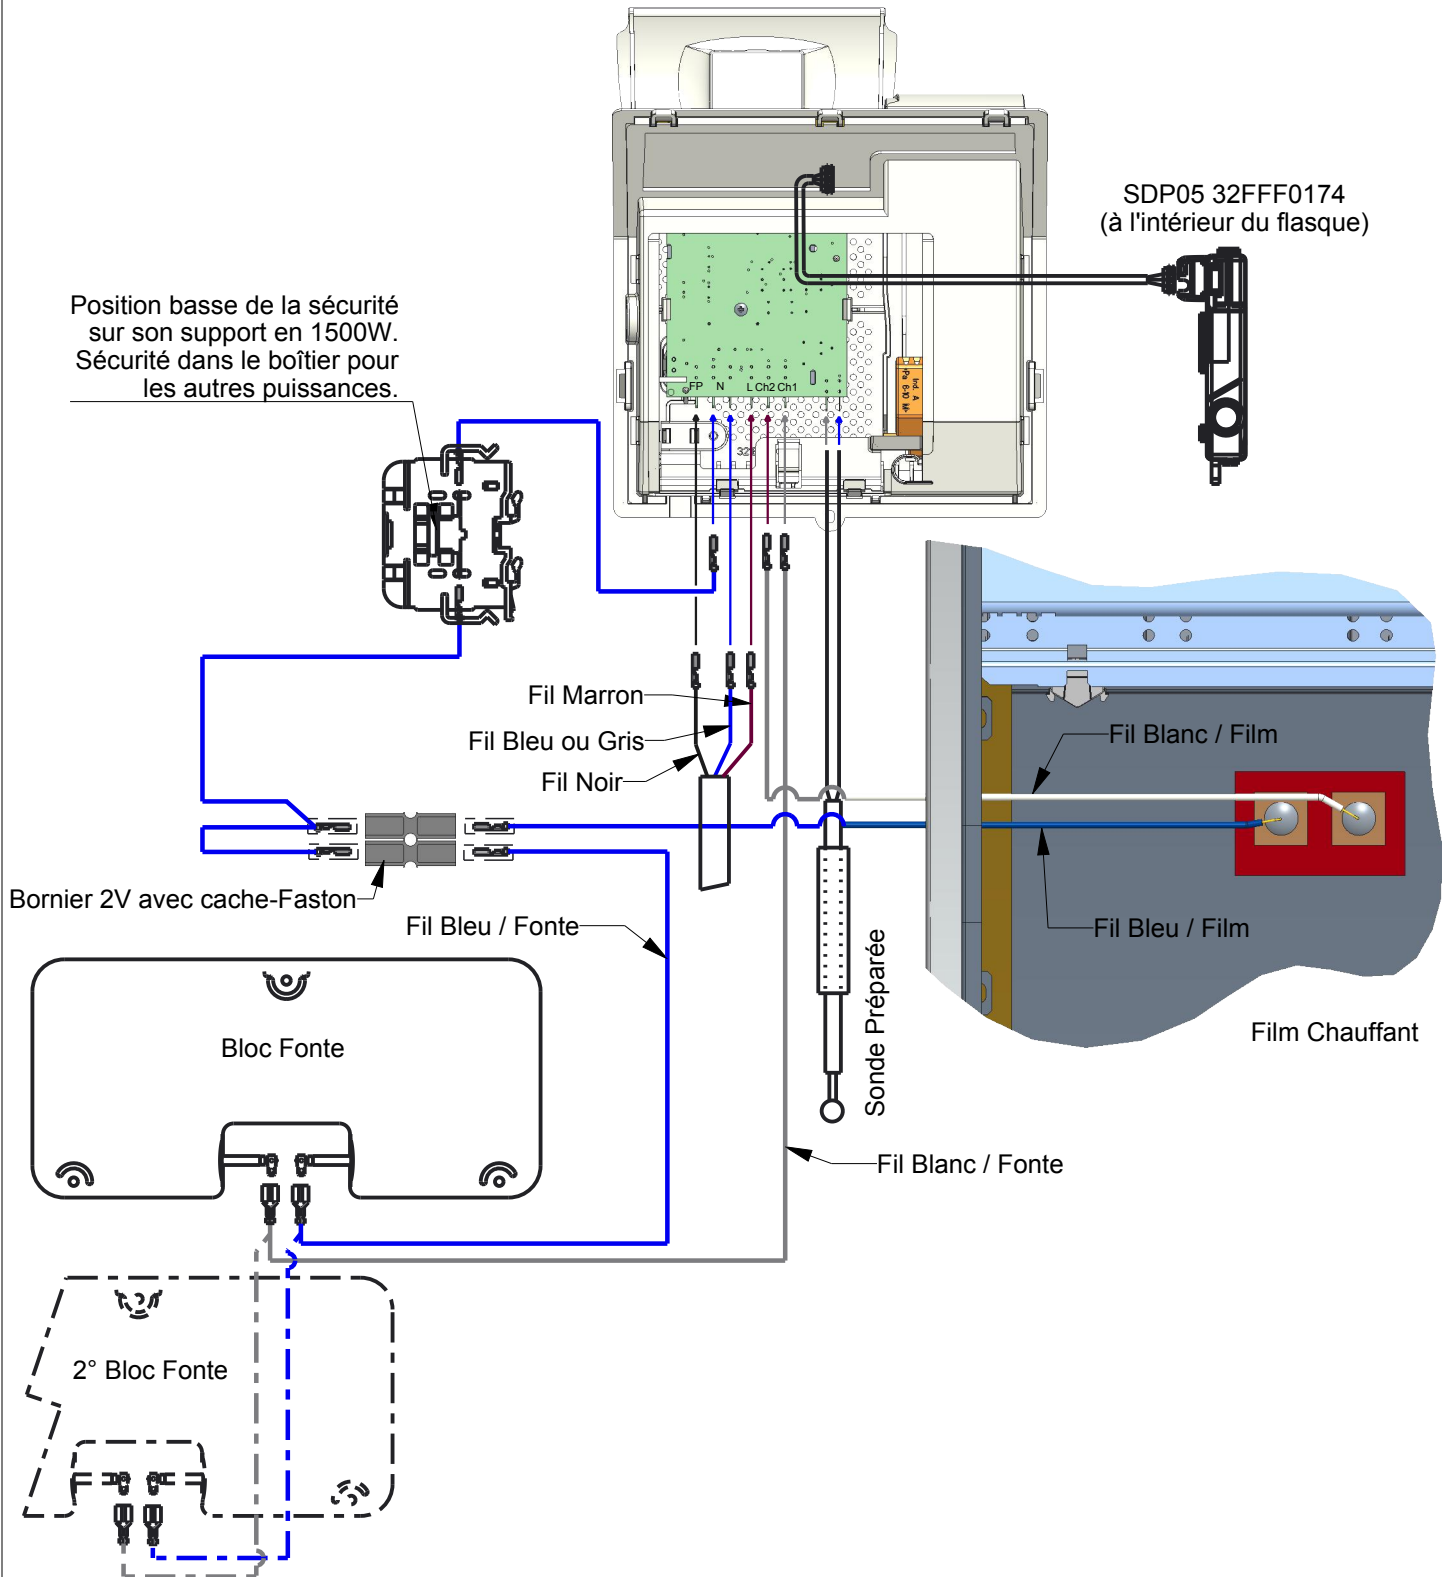 SDP05 32FFF0174
(à l'intérieur du flasque)
Position basse de la sécurité
sur son support en 1500W.
Sécurité dans le boîtier pour
les autres puissances.
FP N L Ch2 Ch1
Ind. A
Fil Marron
Fil Bleu ou Gris
Fil Noir
Fil Blanc / Film
Bornier 2V avec cache-Faston
Fil Bleu / Fonte
Fil Bleu / Film
Sonde Préparée
Film Chauffant
Bloc Fonte
Fil Blanc / Fonte
2° Bloc Fonte